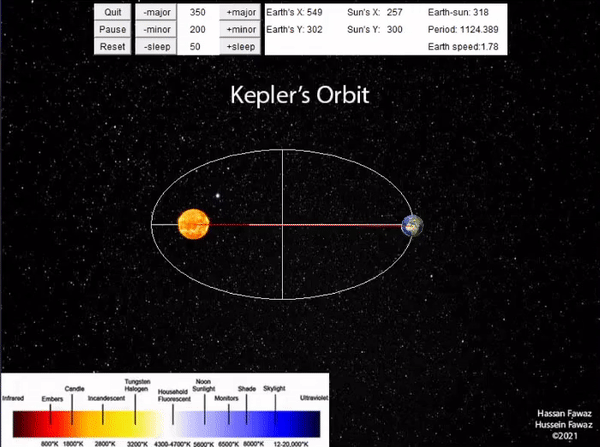 Quit -major 350 +major Earth's X: 549 Sun's X: 257 Earth-sun: 318
Pause -minor 200 +minor Earth's Y: 302 Sun's Y: 300 Period: 1124.389
Reset -sleep 50 +sleep Earth speed:1.78
Kepler's Orbit
Candle Tungsten Halogen Noon Sunlight Shade Skylight
Infrared Embers Incandescent Household Fluorescent Monitors Ultraviolet
800°K 1800°K 2800°K 3200°K 4300-4700°K 5600°K 6500°K 8000°K 12-20,000°K
Hassan Fawaz
Hussein Fawaz
©2021